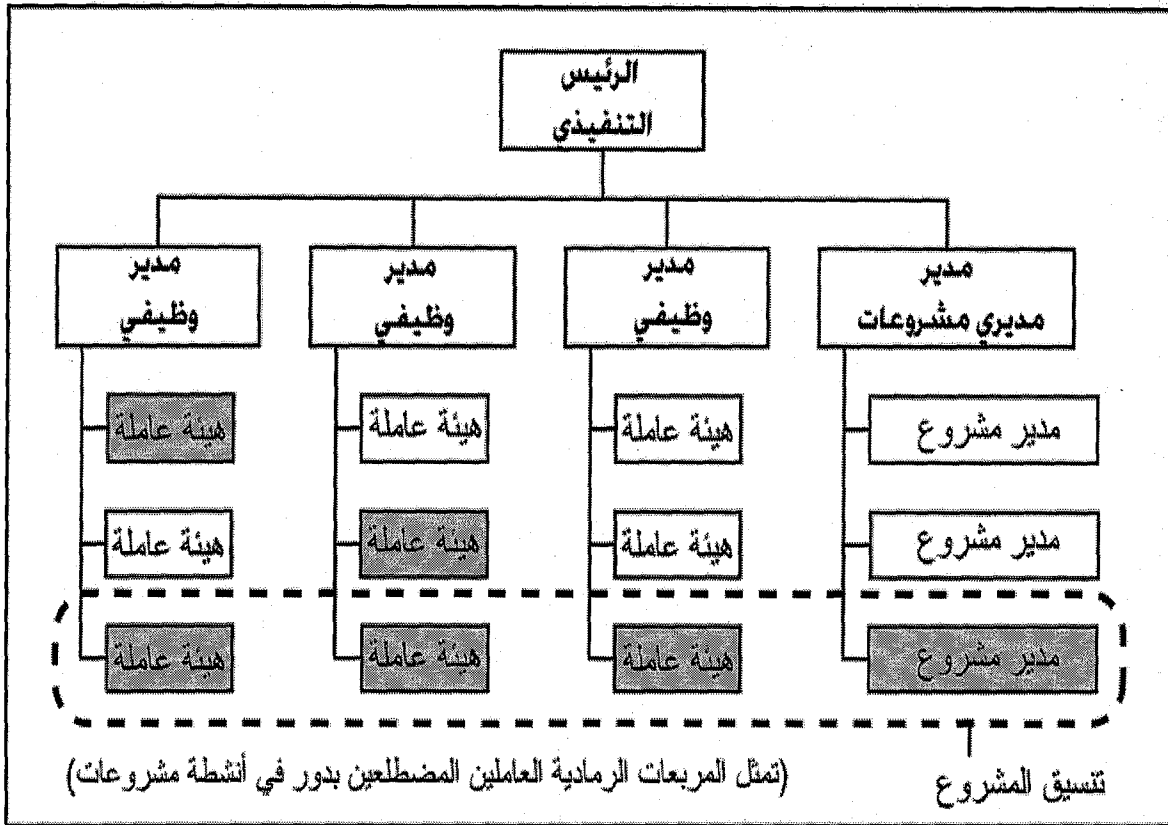 الرئيس
التنفيذي
مدير
مديري مشروعات
مدير
وظيفي
مدير
وظيفي
مدير
وظيفي
مدير مشروع
هيئة عاملة
هيئة عاملة
هيئة عاملة
مدير مشروع
هيئة عاملة
هيئة عاملة
هيئة عاملة
مدير مشروع
هيئة عاملة
هيئة عاملة
هيئة عاملة
تنسيق المشروع
(تمثل المربعات الرمادية العاملين المضطلعين بدور في أنشطة مشروعات)